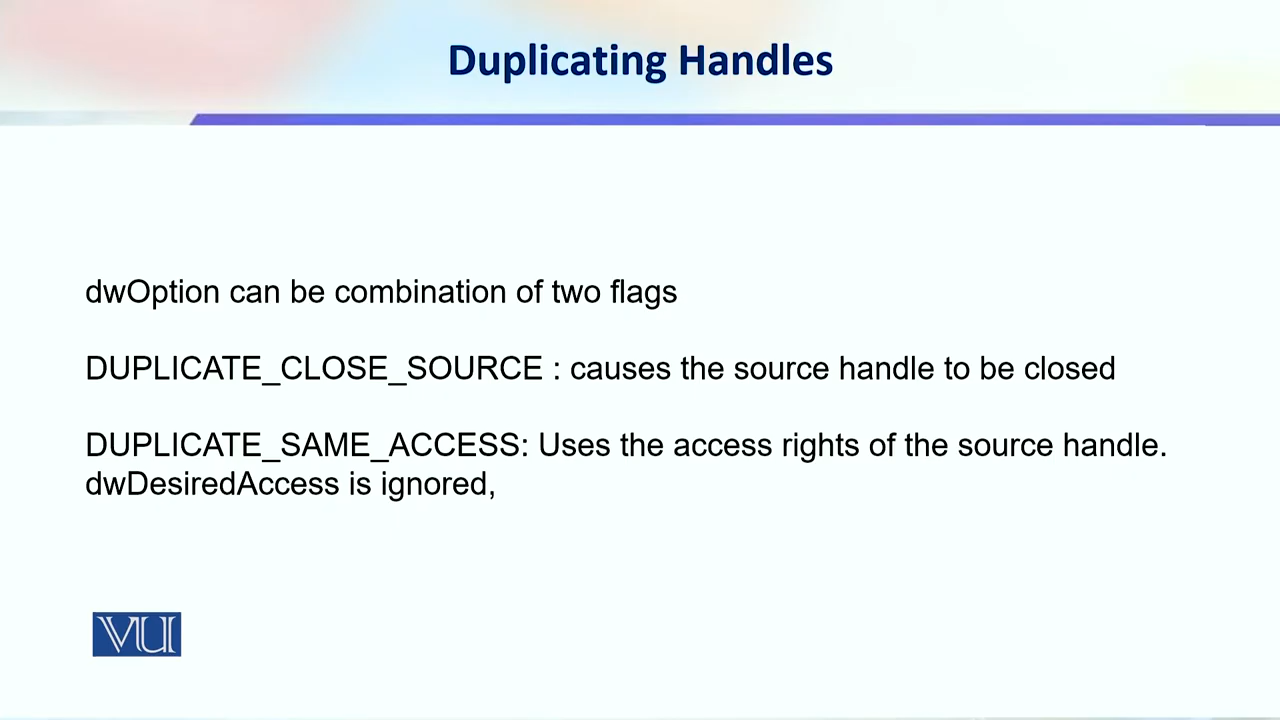 Duplicating Handles
dwOption can be combination of two flags
DUPLICATE_CLOSE_SOURCE : causes the source handle to be closed
DUPLICATE_SAME_ACCESS: Uses the access rights of the source handle.
dwDesiredAccess is ignored,
VU